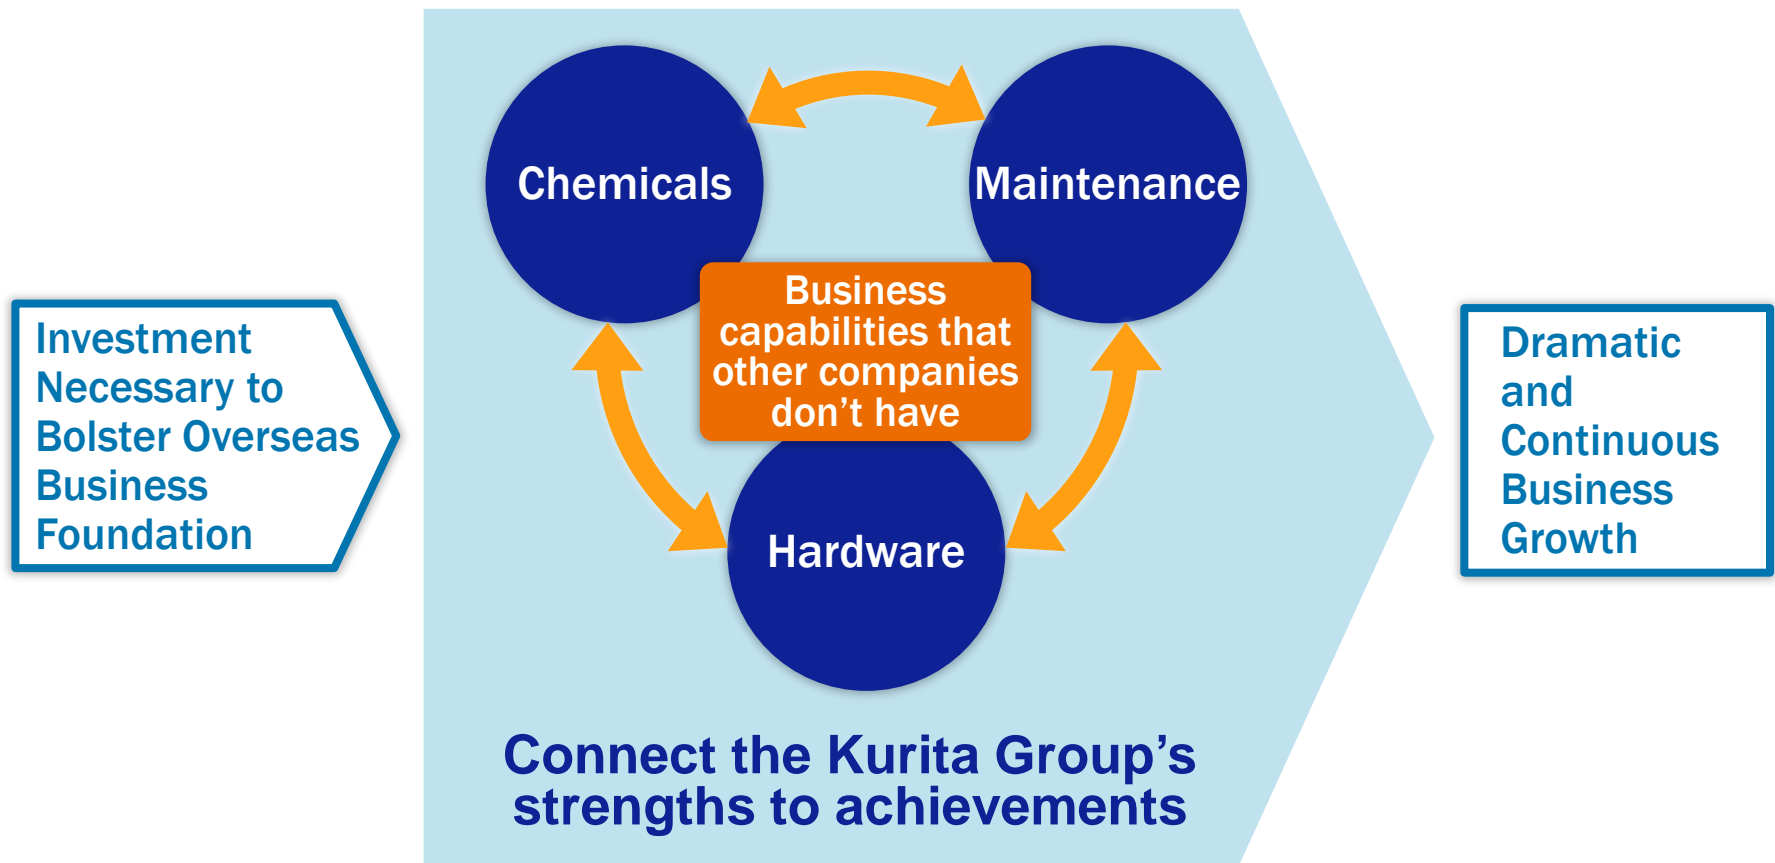 Chemicals
Maintenance
Business
capabilities that
other companies
don’t have
Investment
Necessary to
Bolster Overseas
Business
Foundation
Dramatic
and
Continuous
Business
Growth
Hardware
Connect the Kurita Group’s
strengths to achievements